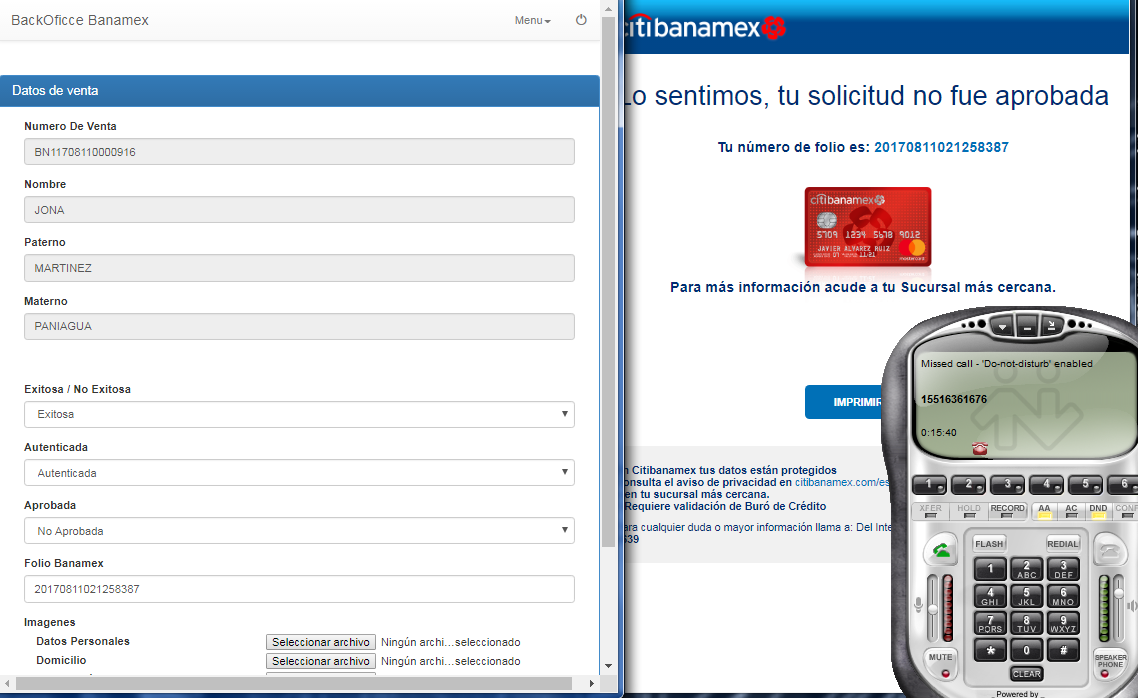 BackOficce Banamex
Menu
Datos de venta
Numero De Venta
BN11708110000916
Nombre
JONA
Paterno
MARTINEZ
Materno
PANIAGUA
Exitosa / No Exitosa
Exitosa
Autenticada
Autenticada
Aprobada
No Aprobada
Folio Banamex
20170811021258387
Imagenes
Datos Personales
Seleccionar archivo Ningún archi...seleccionado
Domicilio
Seleccionar archivo Ningún archi...seleccionado
citibanamex
Lo sentimos, tu solicitud no fue aprobada
Tu número de folio es: 20170811021258387
citibanamex
5709 1234 5678 9012
JAVIER ALVAREZ RUIZ
07 11/21
mastercard
Para más información acude a tu Sucursal más cercana.
IMPRIMIR
n Citibanamex tus datos están protegidos
onsulta el aviso de privacidad en citibanamex.com/es
en tu sucursal más cercana.
Requiere validación de Buró de Crédito
ara cualquier duda o mayor información llama a: Del Inte
639
Missed call - 'Do-not-disturb' enabled
15516361676
0:15:40
1 2 3 4 5 6
XFER HOLD RECORD AA AC DND CONF
FLASH REDIAL
1 2 ABC 3 DEF
4 GHI 5 JKL 6 MNO
7 PQRS 8 TUV 9 WXYZ
* 0 #
MUTE
CLEAR
SPEAKER
PHONE
Powered by